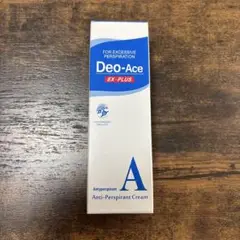 FOR EXCESSIVE
PERSPIRATION
Deo-Ace
EX-PLUS
Antiperspirant
A
Anti-Perspirant Cream